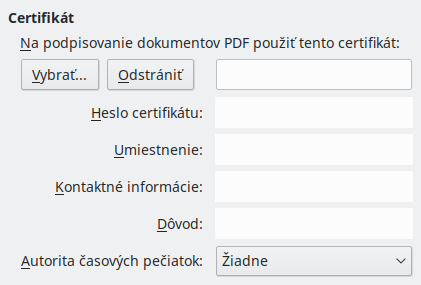 Certifikát
Na podpisovanie dokumentov PDF použiť tento certifikát:
Vybrať... Odstrániť
Heslo certifikátu:
Umiestnenie:
Kontaktné informácie:
Dôvod:
Autorita časových pečiatok: Žiadne